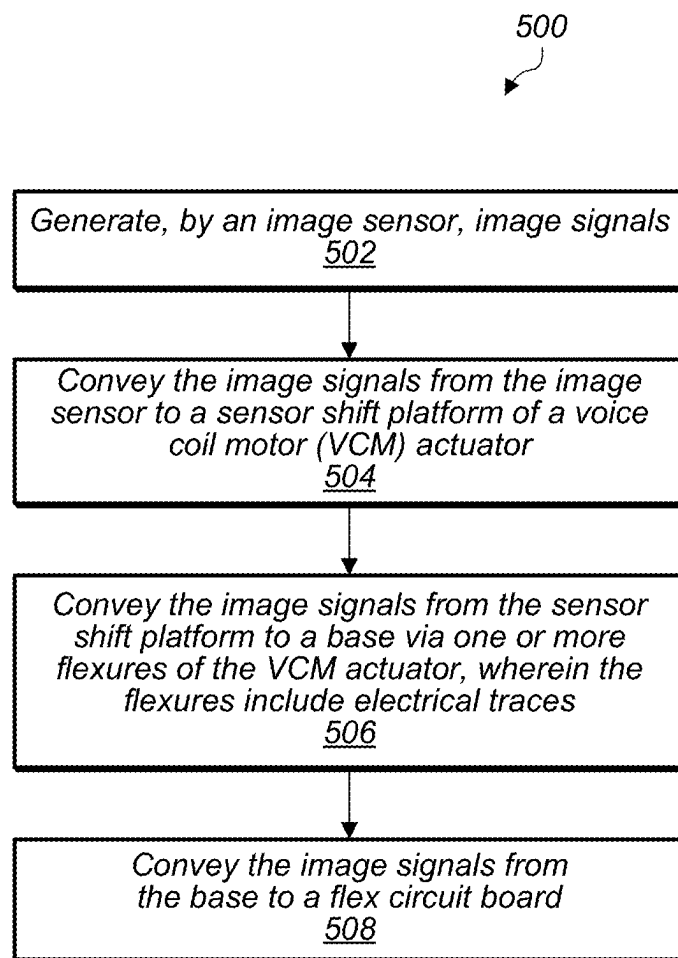 500
Generate, by an image sensor, image signals
502
Convey the image signals from the image
sensor to a sensor shift platform of a voice
coil motor (VCM) actuator
504
Convey the image signals from the sensor
shift platform to a base via one or more
flexures of the VCM actuator, wherein the
flexures include electrical traces
506
Convey the image signals from
the base to a flex circuit board
508